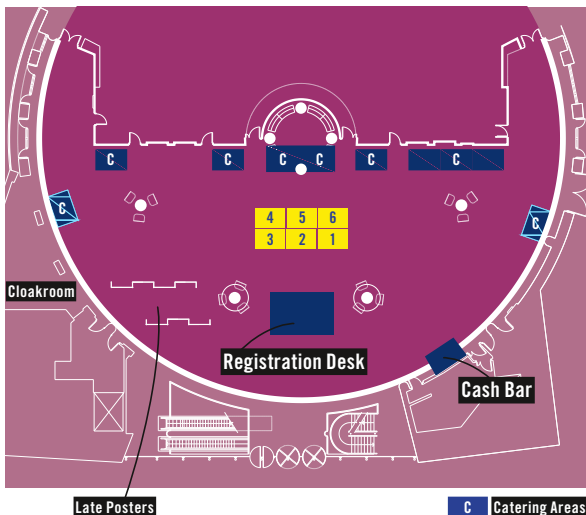 C C C C C C
C C
4 5 6
3 2 1
Cloakroom
Registration Desk
Cash Bar
Late Posters
C Catering Areas